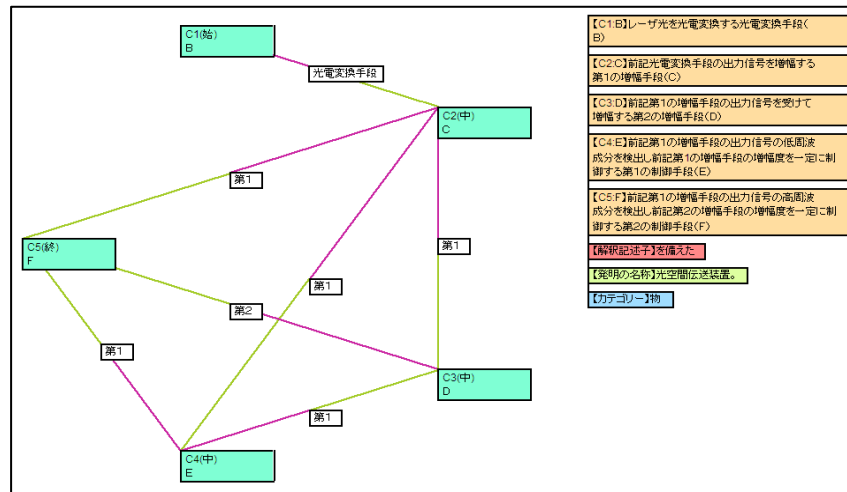 C1(始)
B
光電変換手段
C2(中)
C
第1
C5(終)
F
第1
第1
第2
第1
C3(中)
D
第1
C4(中)
E
【C1:B】レーザ光を光電変換する光電変換手段(
B)
【C2:C】前記光電変換手段の出力信号を増幅する
第1の増幅手段(C)
【C3:D】前記第1の増幅手段の出力信号を受けて
増幅する第2の増幅手段(D)
【C4:E】前記第1の増幅手段の出力信号の低周波
成分を検出し前記第1の増幅手段の増幅度を一定に制
御する第1の制御手段(E)
【C5:F】前記第1の増幅手段の出力信号の高周波
成分を検出し前記第2の増幅手段の増幅度を一定に制
御する第2の制御手段(F)
【解釈記述子】を備えた
【発明の名称】光空間伝送装置。
【カテゴリー】物